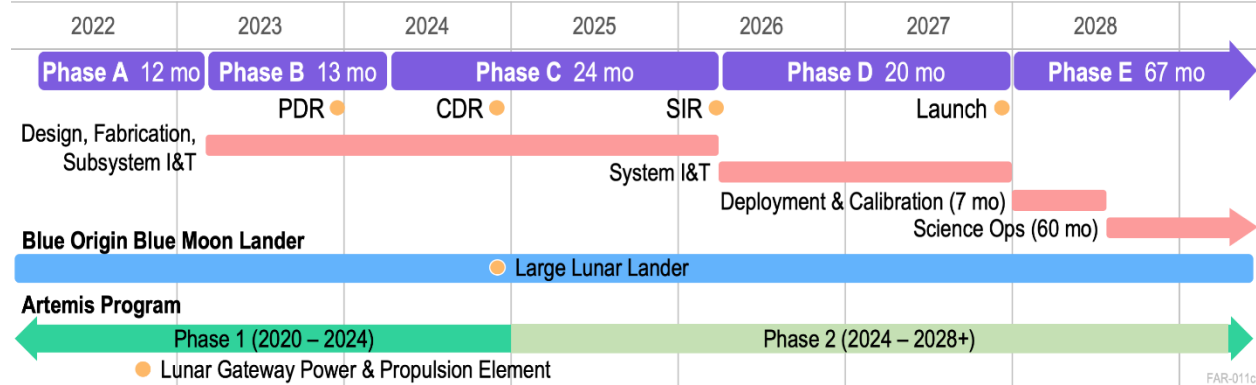 2022 2023 2024 2025 2026 2027 2028
Phase A 12 mo Phase B 13 mo Phase C 24 mo Phase D 20 mo Phase E 67 mo
PDR CDR SIR Launch
Design, Fabrication,
Subsystem I&T
System I&T
Deployment & Calibration (7 mo)
Science Ops (60 mo)
Blue Origin Blue Moon Lander
Large Lunar Lander
Artemis Program
Phase 1 (2020 – 2024) Phase 2 (2024 – 2028+)
Lunar Gateway Power & Propulsion Element